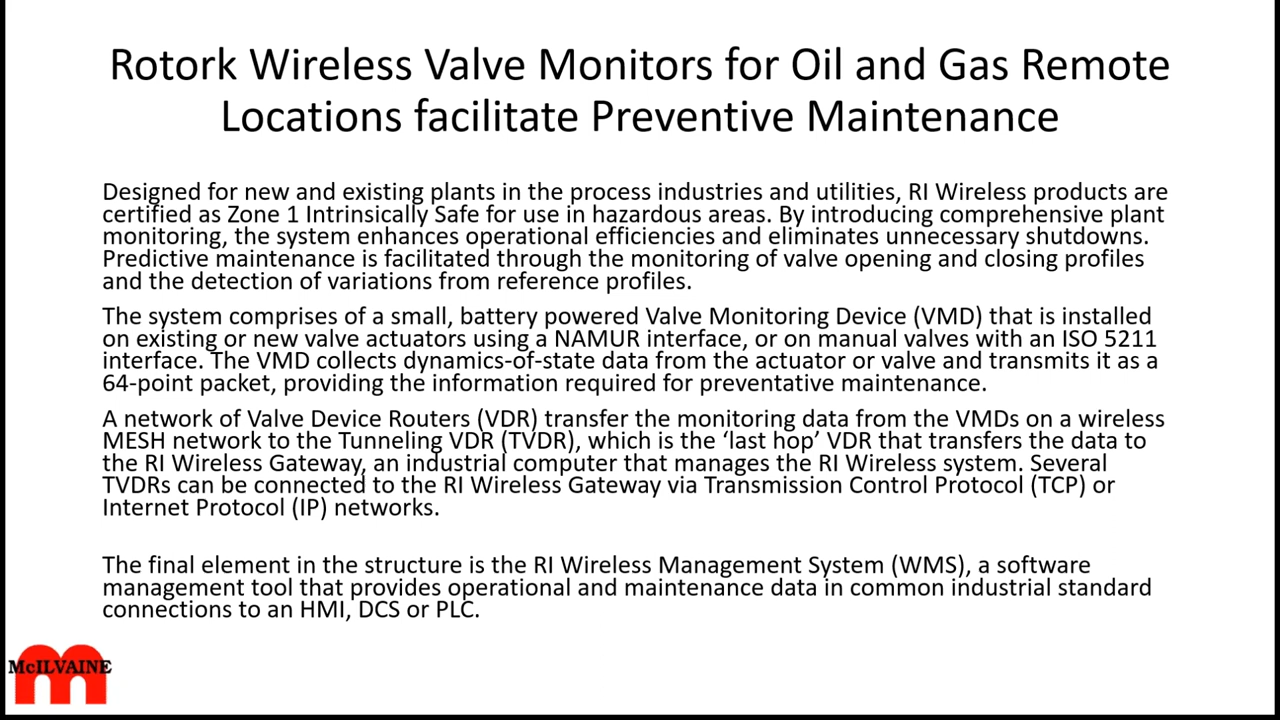 Rotork Wireless Valve Monitors for Oil and Gas Remote
Locations facilitate Preventive Maintenance
Designed for new and existing plants in the process industries and utilities, RI Wireless products are
certified as Zone 1 Intrinsically Safe for use in hazardous areas. By introducing comprehensive plant
monitoring, the system enhances operational efficiencies and eliminates unnecessary shutdowns.
Predictive maintenance is facilitated through the monitoring of valve opening and closing profiles
and the detection of variations from reference profiles.
The system comprises of a small, battery powered Valve Monitoring Device (VMD) that is installed
on existing or new valve actuators using a NAMUR interface, or on manual valves with an ISO 5211
interface. The VMD collects dynamics-of-state data from the actuator or valve and transmits it as a
64-point packet, providing the information required for preventative maintenance.
A network of Valve Device Routers (VDR) transfer the monitoring data from the VMDs on a wireless
MESH network to the Tunneling VDR (TVDR), which is the ‘last hop’ VDR that transfers the data to
the RI Wireless Gateway, an industrial computer that manages the RI Wireless system. Several
TVDRs can be connected to the RI Wireless Gateway via Transmission Control Protocol (TCP) or
Internet Protocol (IP) networks.
The final element in the structure is the RI Wireless Management System (WMS), a software
management tool that provides operational and maintenance data in common industrial standard
connections to an HMI, DCS or PLC.
McILVAINE